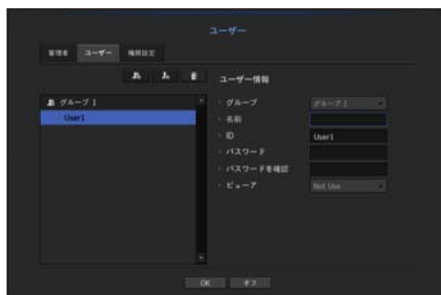 ユーザー
管理者 ユーザー 権限設定
ユーザー情報
グループ 1
User1
グループ グループ 1
名前
ID User1
パスワード
パスワードを確認
ビューア Not Use
OK オフ